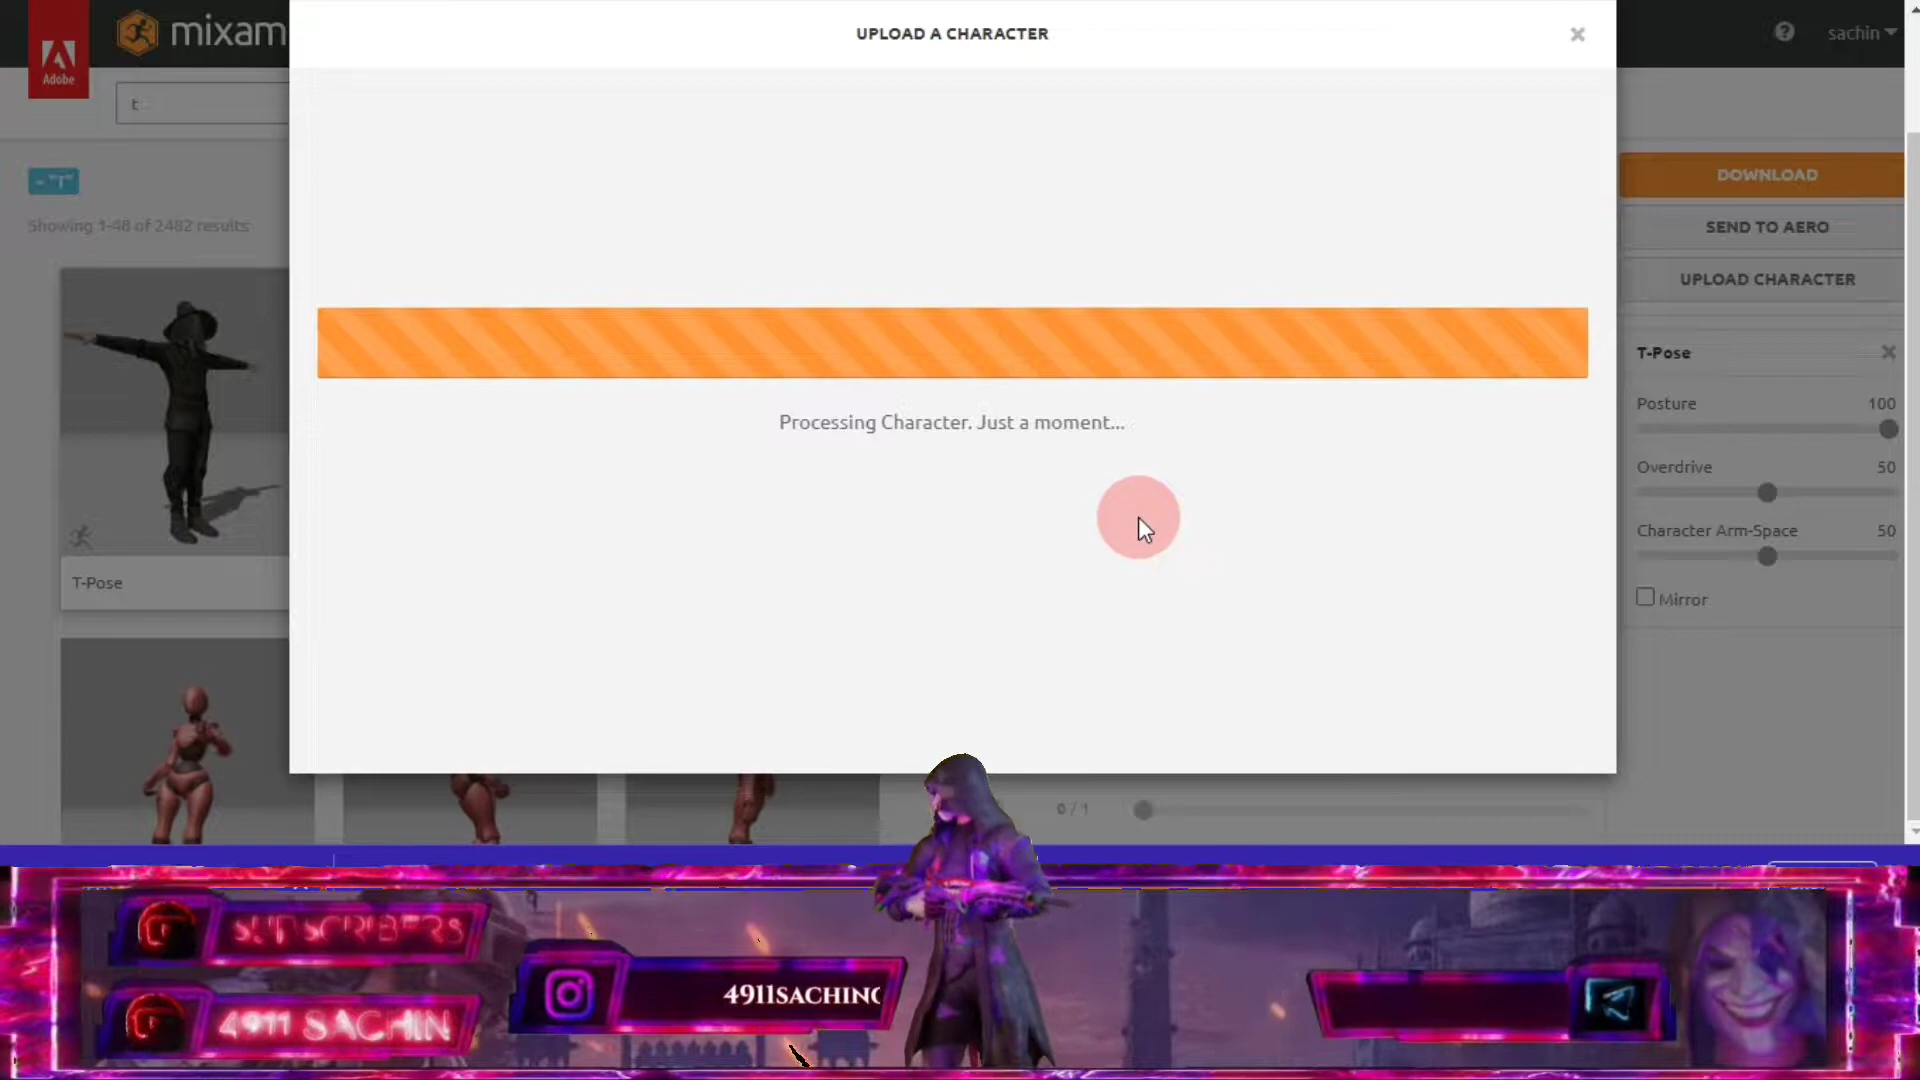 Adobe
mixam
UPLOAD A CHARACTER
sachin
t
- "T"
Showing 1-48 of 2482 results
DOWNLOAD
SEND TO AERO
UPLOAD CHARACTER
T-Pose
Posture 100
Overdrive 50
Character Arm-Space 50
Mirror
Processing Character. Just a moment...
T-Pose
0 / 1
4911 SACHIN
4911SACHIN